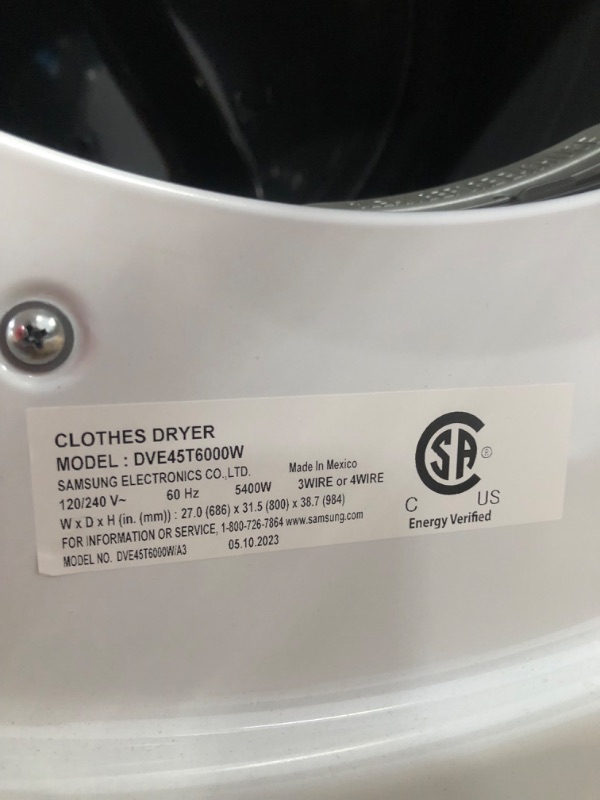 CLOTHES DRYER
MODEL : DVE45T6000W
SAMSUNG ELECTRONICS CO.,LTD. Made In Mexico
120/240 V~ 60 Hz 5400W 3WIRE or 4WIRE
W x D x H (in. (mm)) : 27.0 (686) x 31.5 (800) x 38.7 (984)
FOR INFORMATION OR SERVICE, 1-800-726-7864 www.samsung.com
MODEL NO. DVE45T6000W/A3 05.10.2023
SA ®
C US
Energy Verified